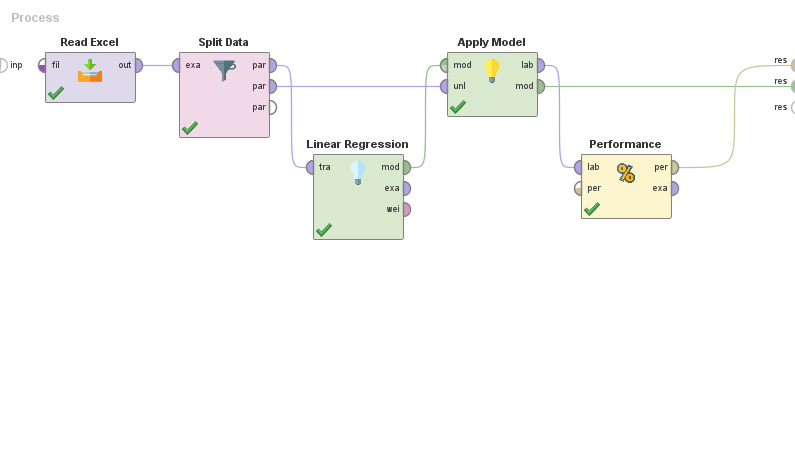 Process
Read Excel
Split Data
Apply Model
inp
fil
out
exa
par
mod
lab
res
par
unl
mod
res
par
res
Linear Regression
Performance
tra
mod
lab
per
exa
per
exa
wei
%